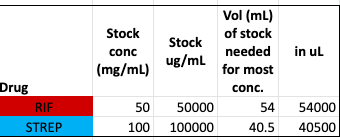 Drug Stock conc (mg/mL) Stock ug/mL Vol (mL) of stock needed for most conc. in uL
RIF 50 50000 54 54000
STREP 100 100000 40.5 40500